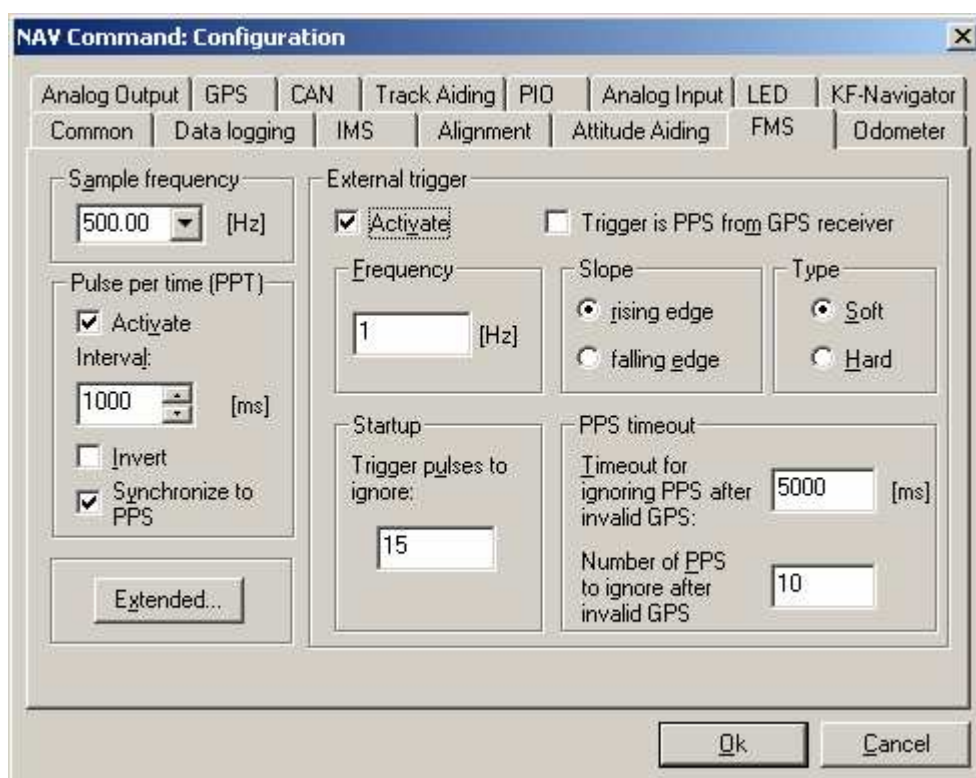 NAV Command: Configuration
Analog Output GPS CAN Track Aiding PIO Analog Input LED KF-Navigator
Common Data logging IMS Alignment Attitude Aiding FMS Odometer
Sample frequency
500.00 [Hz]
Pulse per time (PPT)
Activate
Interval:
1000 [ms]
Invert
Synchronize to
PPS
Extended...
External trigger
Activate
Trigger is PPS from GPS receiver
Frequency
1 [Hz]
Slope
rising edge
falling edge
Type
Soft
Hard
Startup
Trigger pulses to
ignore:
15
PPS timeout
Timeout for
ignoring PPS after
invalid GPS:
5000 [ms]
Number of PPS
to ignore after
invalid GPS
10
Ok Cancel